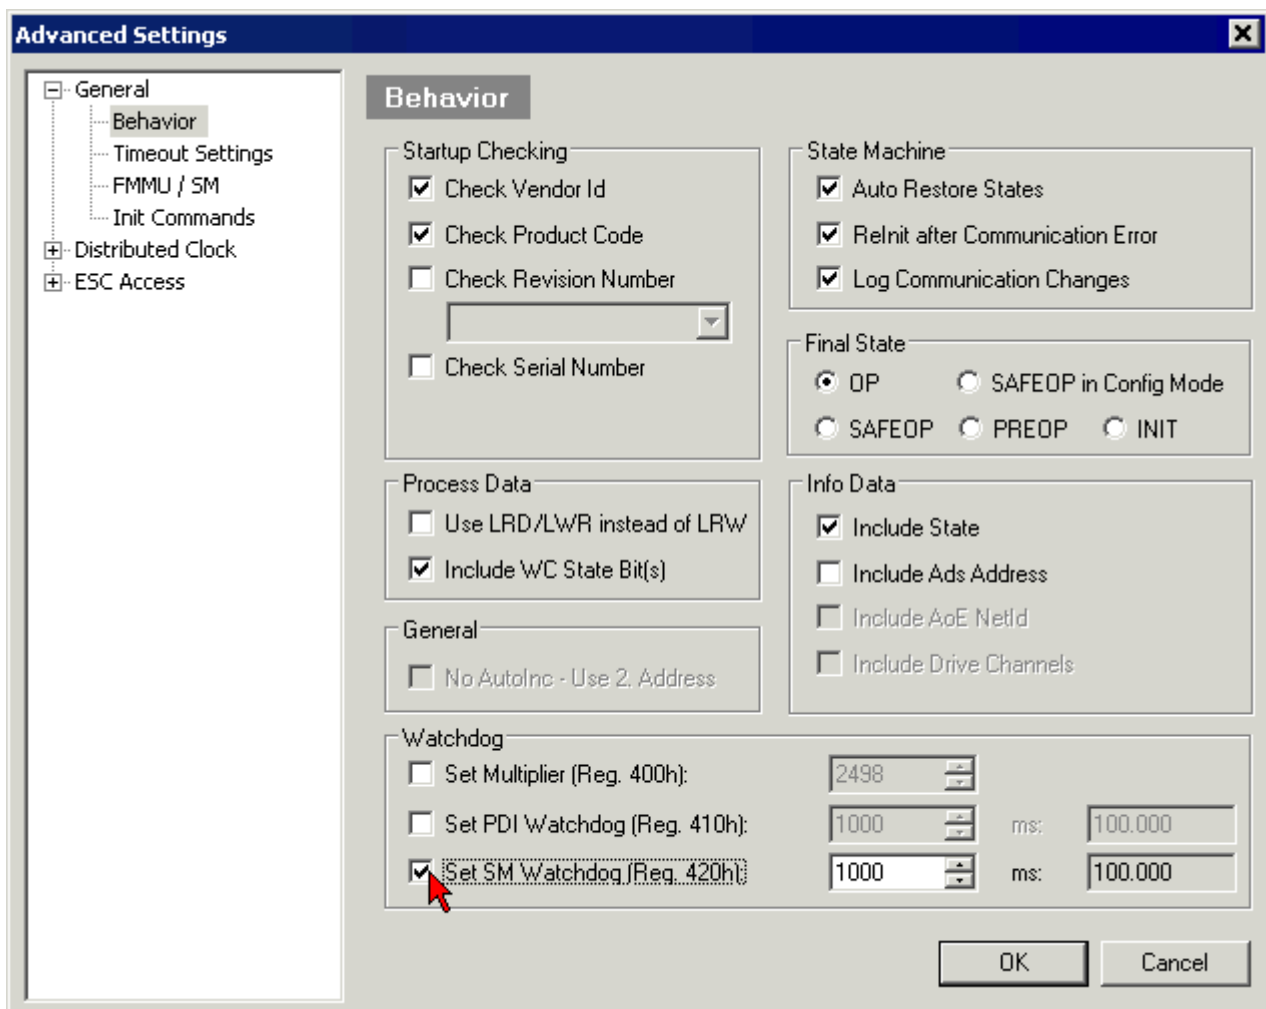 Advanced Settings
General
Behavior
Timeout Settings
FMMU / SM
Init Commands
Distributed Clock
ESC Access
Behavior
Startup Checking
Check Vendor Id
Check Product Code
Check Revision Number
Check Serial Number
State Machine
Auto Restore States
ReInit after Communication Error
Log Communication Changes
Final State
OP SAFEOP in Config Mode
SAFEOP PREOP INIT
Process Data
Use LRD/LWR instead of LRW
Include WC State Bit(s)
Info Data
Include State
Include Ads Address
Include AoE NetId
Include Drive Channels
General
No AutoInc - Use 2. Address
Watchdog
Set Multiplier (Reg. 400h): 2498
Set PDI Watchdog (Reg. 410h): 1000 ms: 100.000
Set SM Watchdog (Reg. 420h): 1000 ms: 100.000
OK Cancel